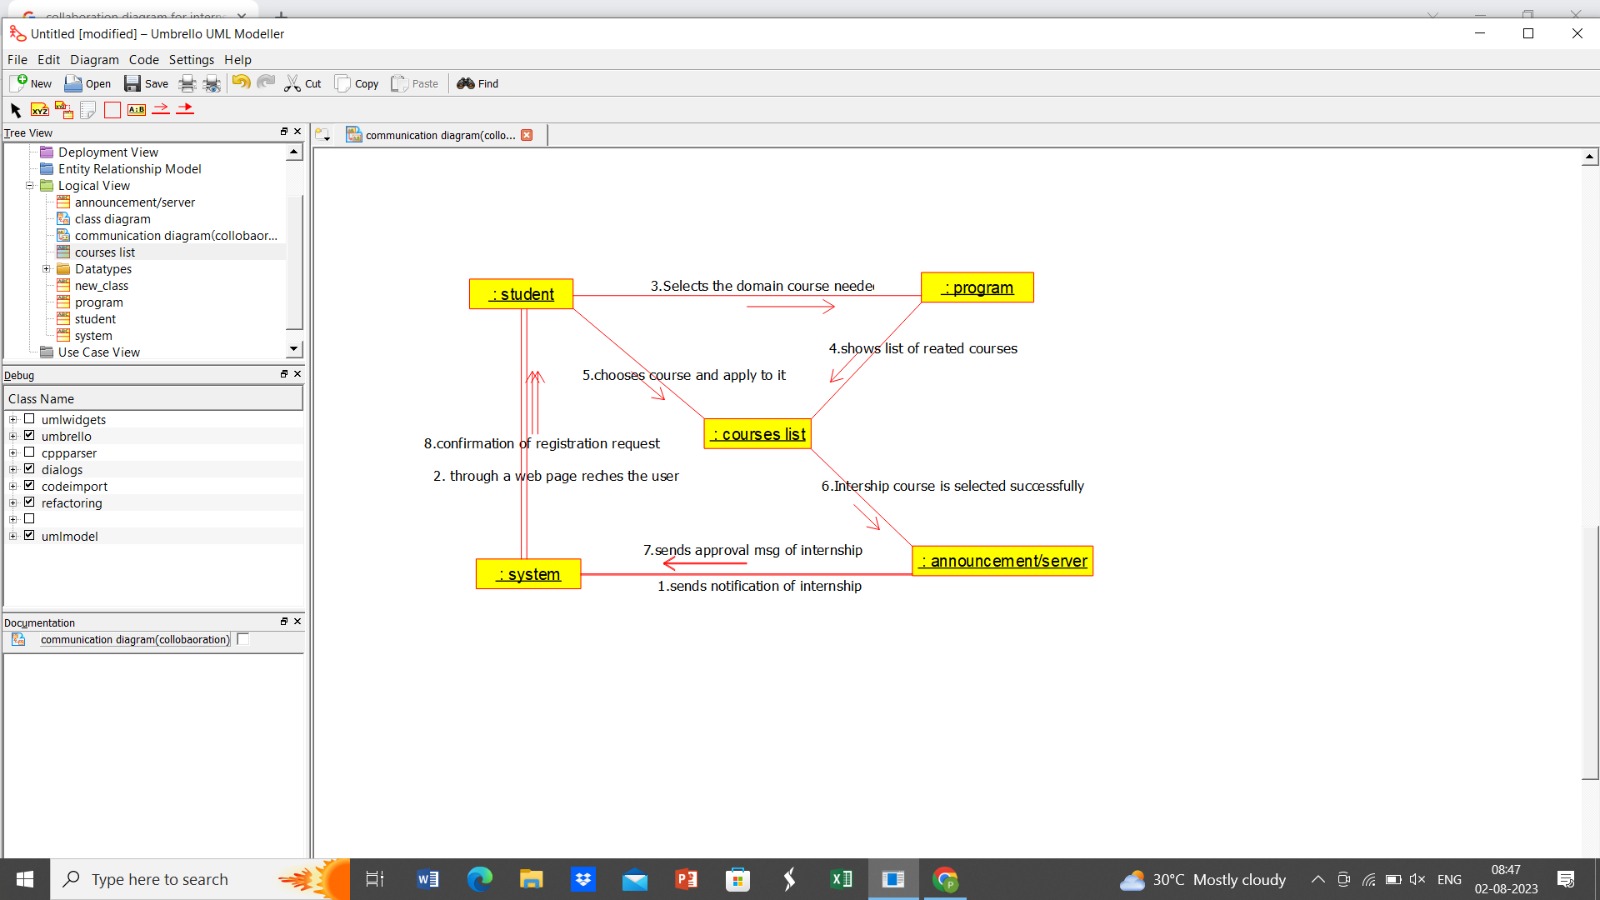 collaboration diagram for intern
Untitled [modified] – Umbrello UML Modeller
File Edit Diagram Code Settings Help
New Open Save Cut Copy Paste Find
XYZ A:B
Tree View
communication diagram(collo...
Deployment View
Entity Relationship Model
Logical View
announcement/server
class diagram
communication diagram(collobaor...
courses list
Datatypes
new_class
program
student
system
Use Case View
Debug
Class Name
umlwidgets
umbrello
cppparser
dialogs
codeimport
refactoring
umlmodel
Documentation
communication diagram(collobaoration)
3.Selects the domain course neede
: student
: program
4.shows list of reated courses
5.chooses course and apply to it
: courses list
8.confirmation of registration request
2. through a web page reches the user
6.Intership course is selected successfully
7.sends approval msg of internship
: announcement/server
: system
1.sends notification of internship
Type here to search
30°C Mostly cloudy
ENG
08:47
02-08-2023